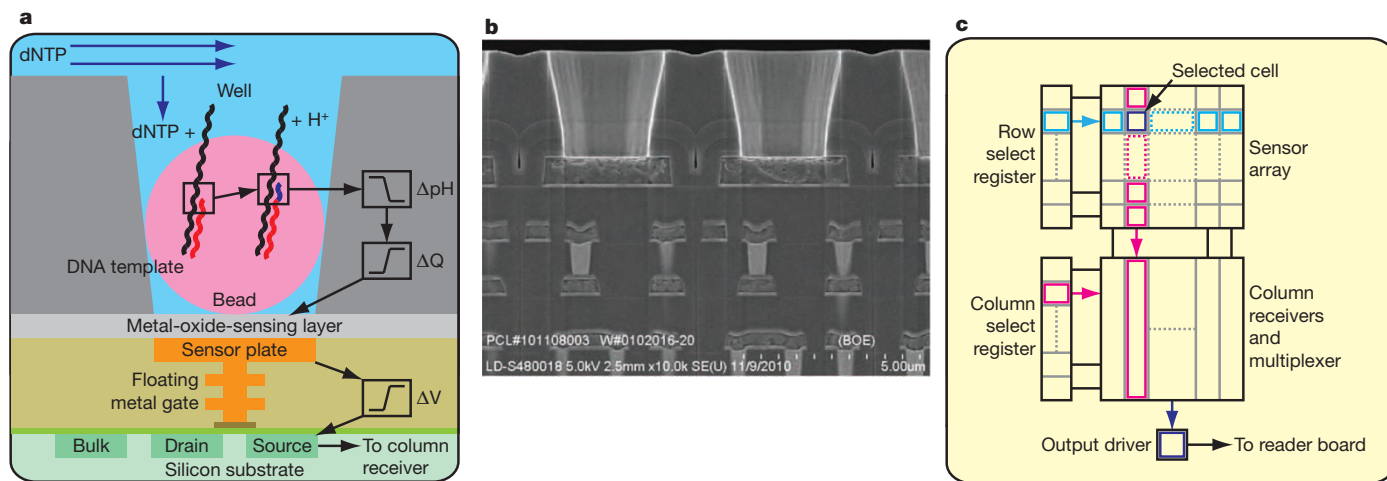 a
dNTP
Well
dNTP +
+ H⁺
ΔpH
DNA template
ΔQ
Bead
Metal-oxide-sensing layer
Sensor plate
Floating
metal gate
ΔV
Bulk
Drain
Source
To column
receiver
Silicon substrate
b
PCL#101108003 W#0102016-20 (BOE)
LD-S480018 5.0kV 2.5mm x10.0k SE(U) 11/9/2010 5.00um
c
Selected cell
Row
select
register
Sensor
array
Column
select
register
Column
receivers
and
multiplexer
Output driver
To reader board